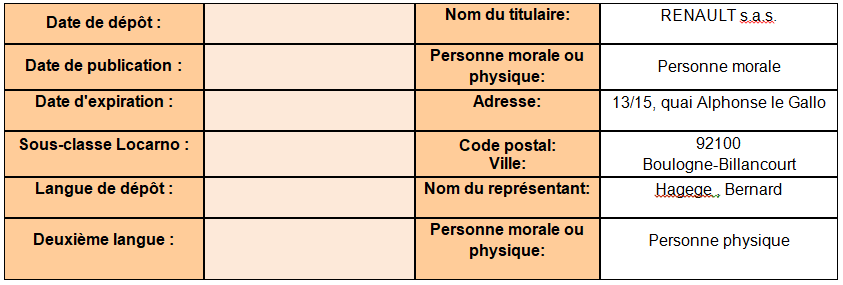 Date de dépôt :
Nom du titulaire:
RENAULT s.a.s.
Date de publication :
Personne morale ou
physique:
Personne morale
Date d'expiration :
Adresse:
13/15, quai Alphonse le Gallo
Sous-classe Locarno :
Code postal:
Ville:
92100
Boulogne-Billancourt
Langue de dépôt :
Nom du représentant:
Hagege , Bernard
Deuxième langue :
Personne morale ou
physique:
Personne physique